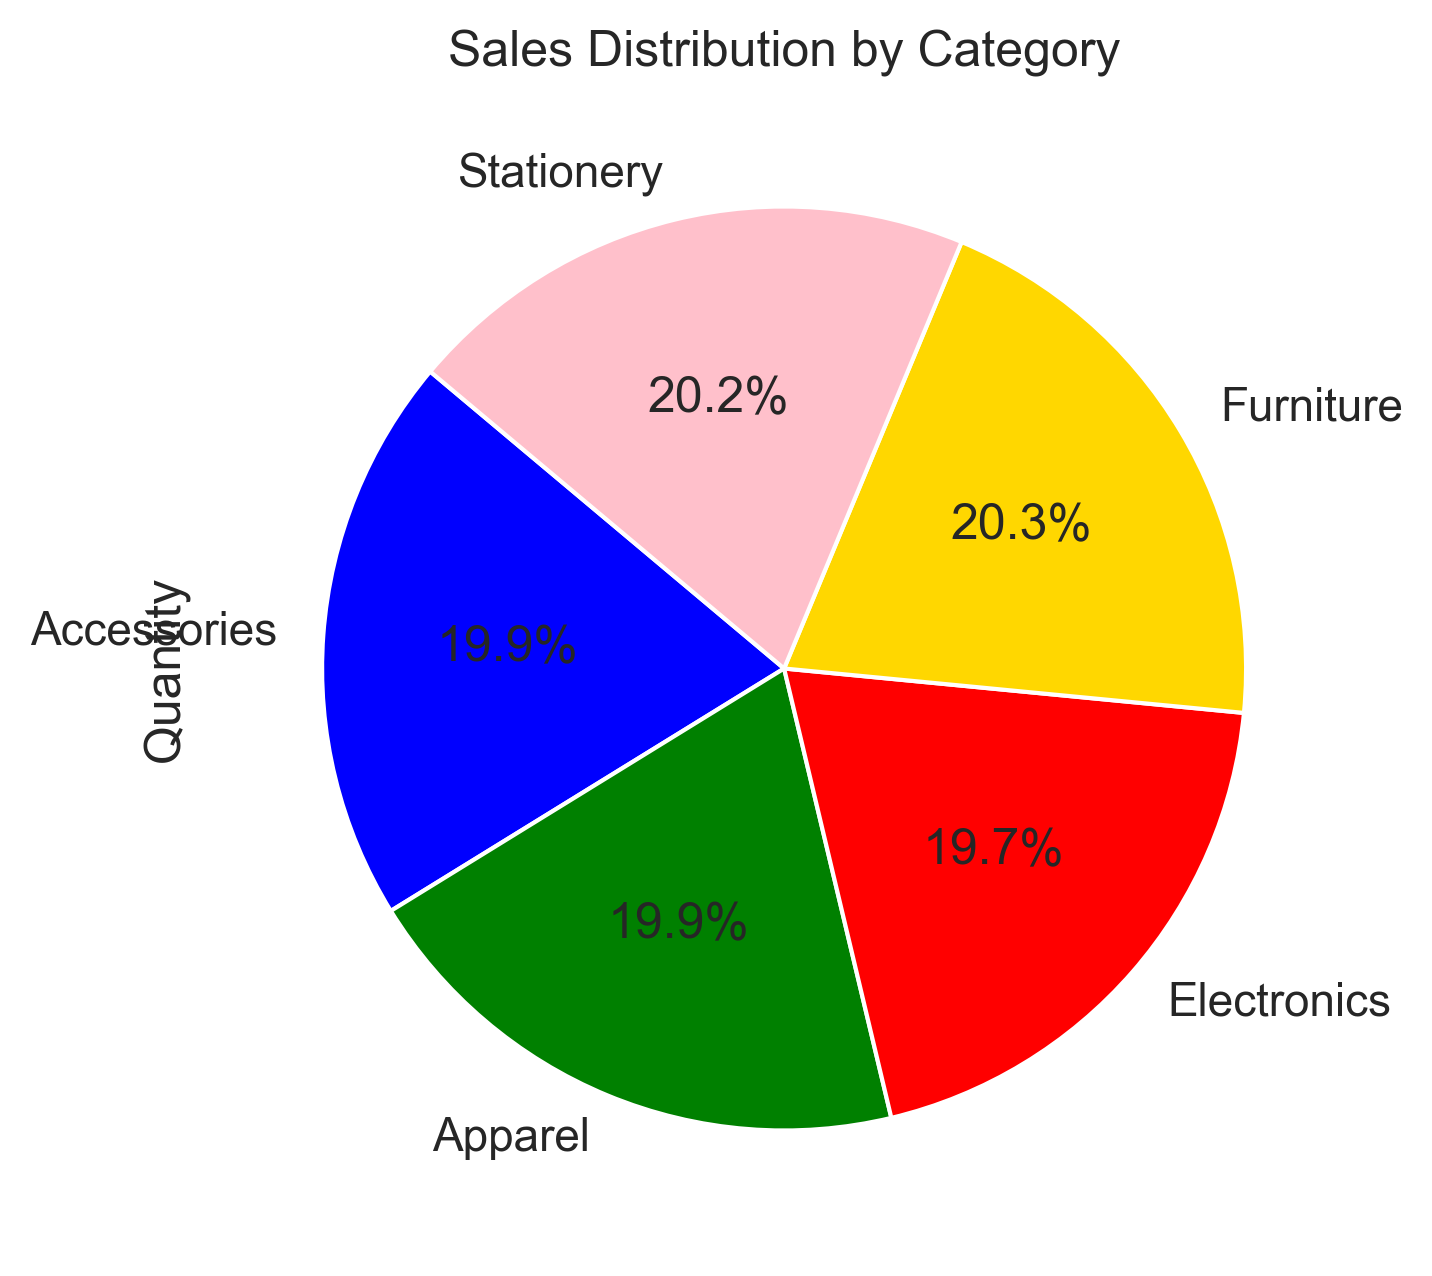 Sales Distribution by Category
Stationery
20.2%
Furniture
20.3%
Accessories
Quantity
19.9%
19.7%
19.9%
Electronics
Apparel